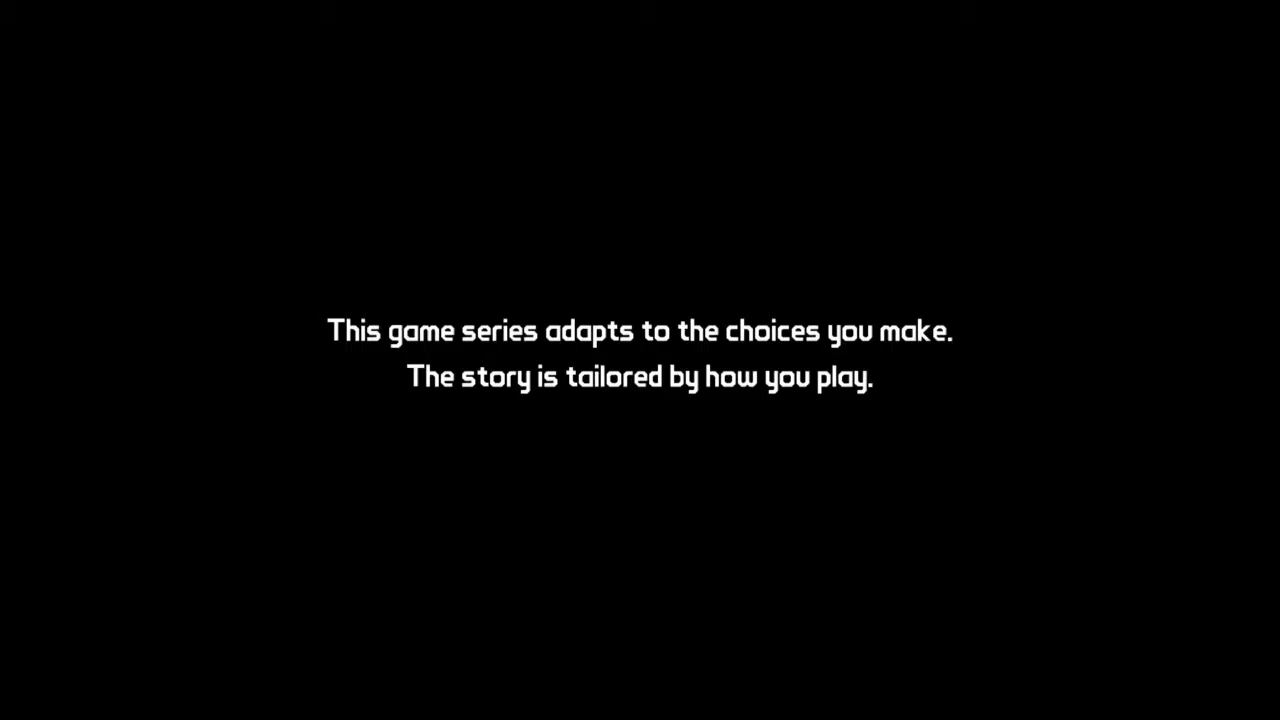 This game series adapts to the choices you make.
The story is tailored by how you play.